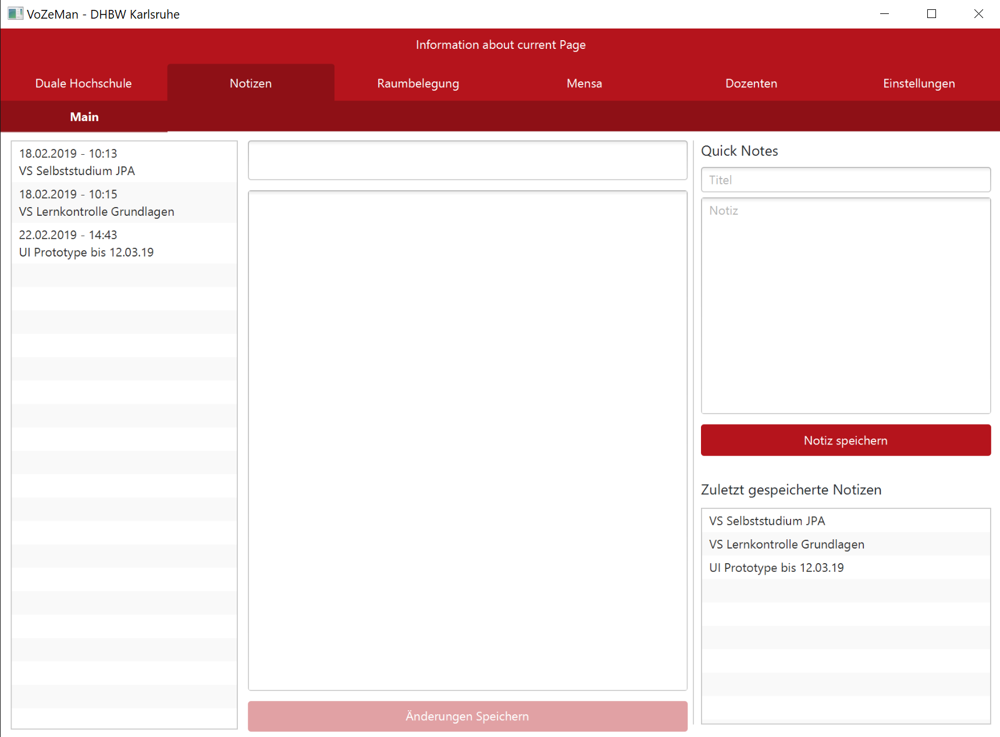 VoZeMan - DHBW Karlsruhe
Information about current Page
Duale Hochschule
Notizen
Raumbelegung
Mensa
Dozenten
Einstellungen
Main
18.02.2019 - 10:13
VS Selbststudium JPA
18.02.2019 - 10:15
VS Lernkontrolle Grundlagen
22.02.2019 - 14:43
UI Prototype bis 12.03.19
Änderungen Speichern
Quick Notes
Titel
Notiz
Notiz speichern
Zuletzt gespeicherte Notizen
VS Selbststudium JPA
VS Lernkontrolle Grundlagen
UI Prototype bis 12.03.19